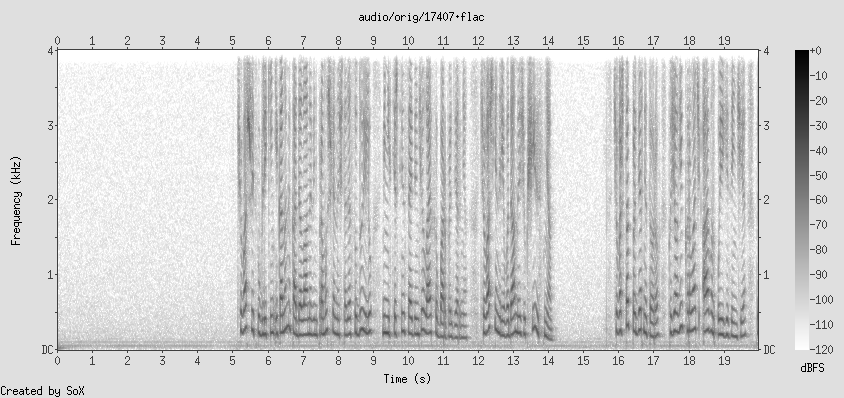 audio/orig/17407+flac
0 1 2 3 4 5 6 7 8 9 10 11 12 13 14 15 16 17 18 19
4 4 +0
-10
-20
3 3 -30
-40
Frequency (kHz)
-50
2 2 -60
-70
-80
1 1 -90
-100
-110
DC DC -120
0 1 2 3 4 5 6 7 8 9 10 11 12 13 14 15 16 17 18 19
Time (s) dBFS
Created by SoX